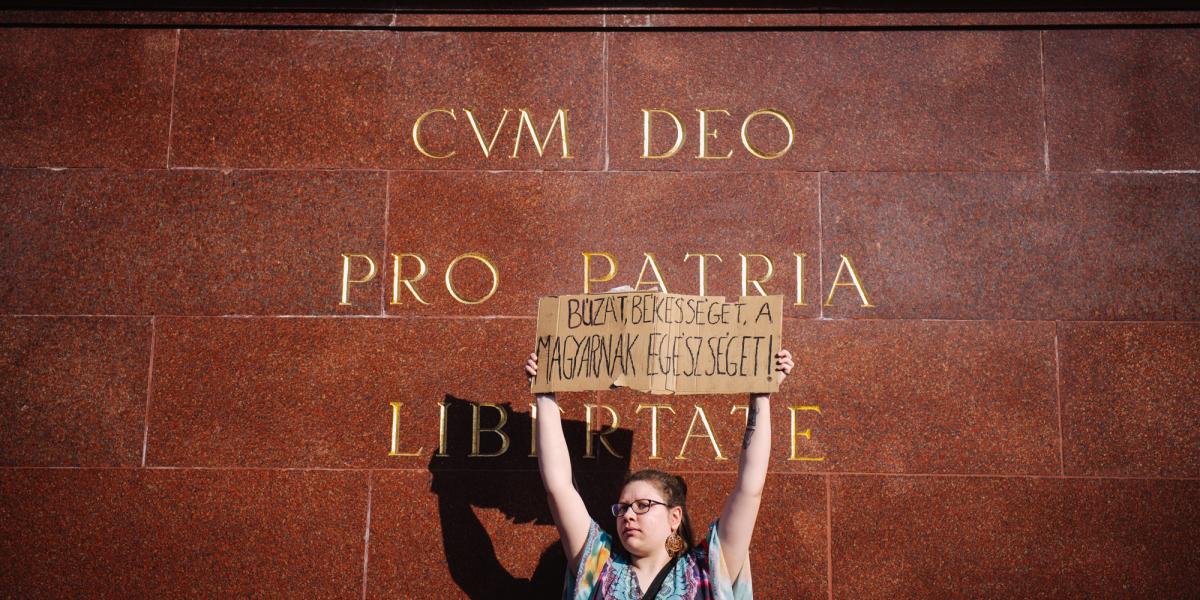 CVM DEO
PRO PATRIA
BÚZÁT, BÉKESSÉGET, A
MAGYARNAK EGÉSZSÉGET!
LIBERTATE